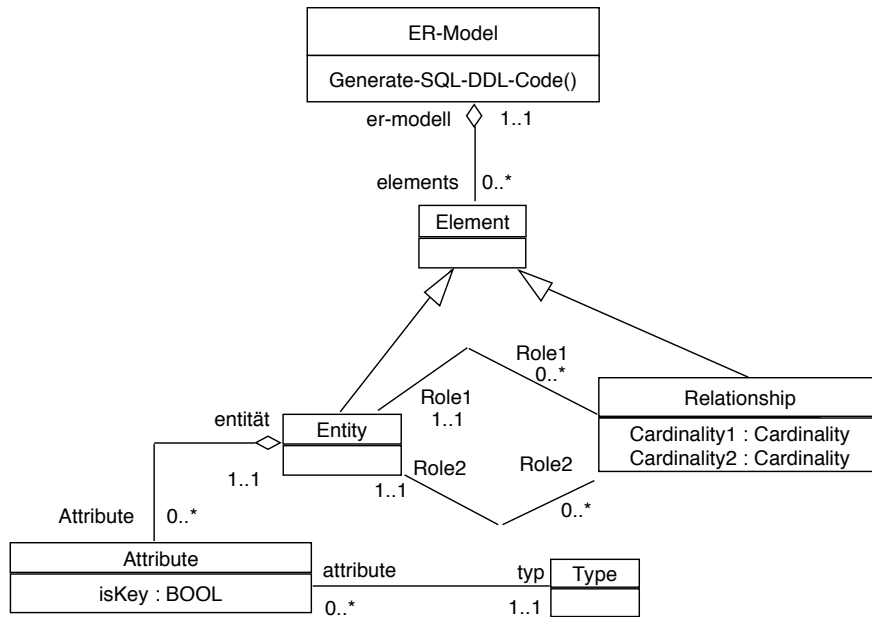 ER-Model
Generate-SQL-DDL-Code()
er-modell 1..1
elements 0..*
Element
Role1
0..*
Role1
1..1
Relationship
Cardinality1 : Cardinality
Cardinality2 : Cardinality
entität
Entity
1..1
Role2
1..1
Role2
0..*
Attribute 0..*
Attribute
isKey : BOOL
attribute
0..*
typ
1..1
Type